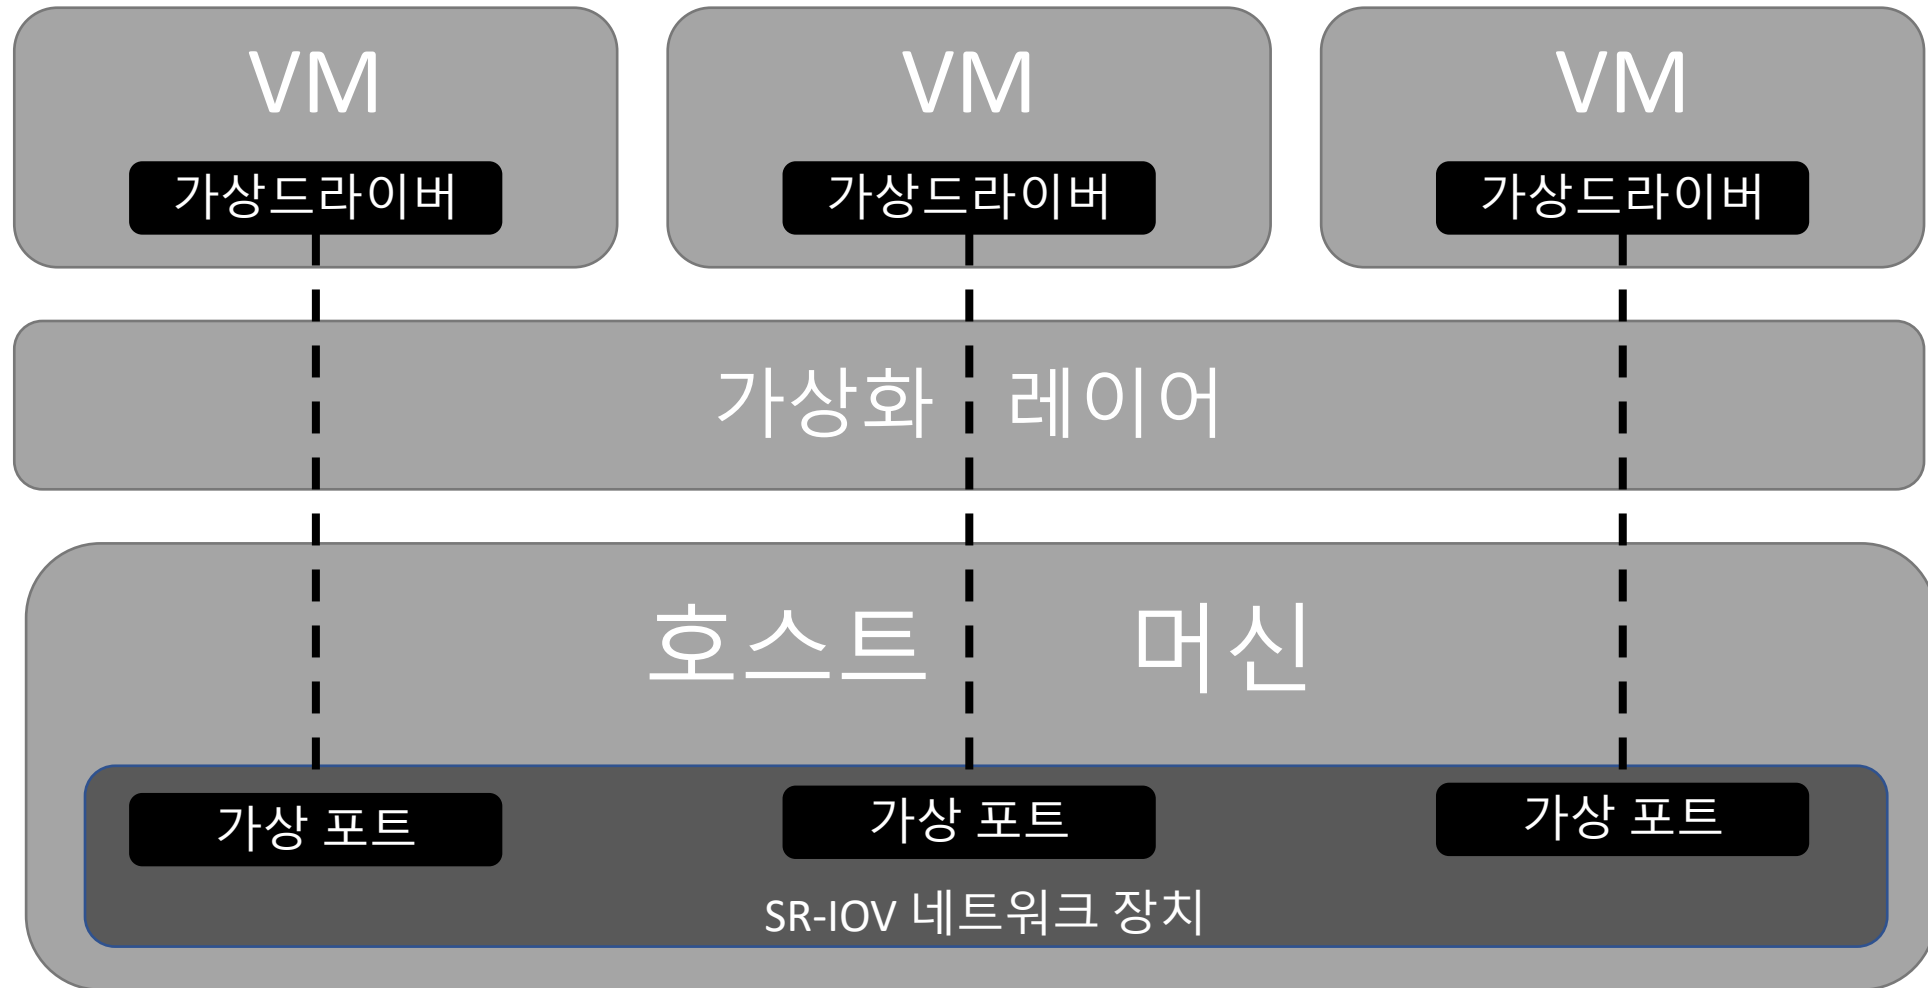 VM
VM
VM
가상드라이버
가상드라이버
가상드라이버
가상화 레이어
호스트 머신
가상 포트
가상 포트
가상 포트
SR-IOV 네트워크 장치